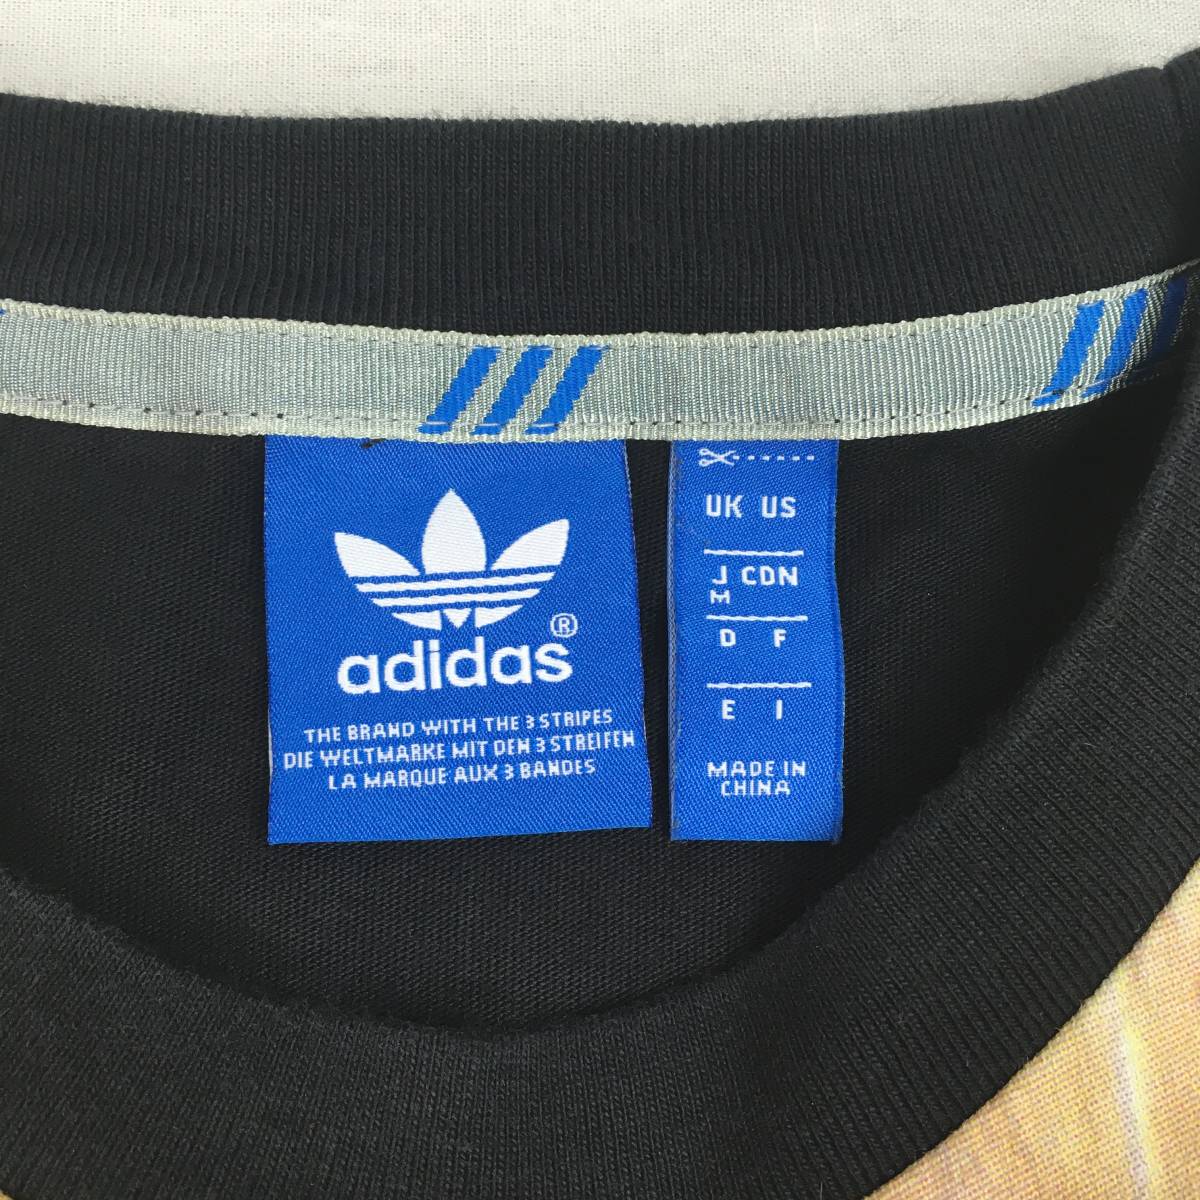 adidas®
THE BRAND WITH THE 3 STRIPES
DIE WELTMARKE MIT DEN 3 STREIFEN
LA MARQUE AUX 3 BANDES
UK US
J CDN
M
D F
E I
MADE IN
CHINA